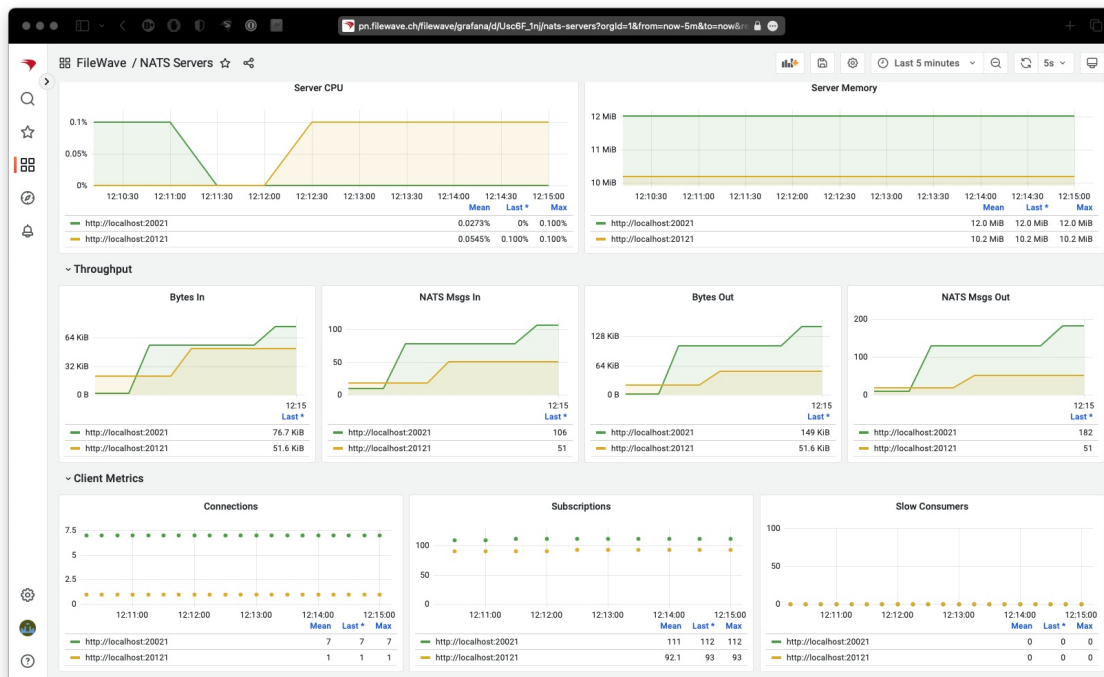 pn.filewave.ch/filewave/grafana/d/Usc6F_1nj/nats-servers?orgId=1&from=now-5m&to=now&re
FileWave / NATS Servers
Last 5 minutes
5s
Server CPU
0.1%
0.05%
0%
12:10:30 12:11:00 12:11:30 12:12:00 12:12:30 12:13:00 12:13:30 12:14:00 12:14:30 12:15:00
Mean Last * Max
http://localhost:20021 0.0273% 0% 0.100%
http://localhost:20121 0.0545% 0.100% 0.100%
Server Memory
12 MiB
11 MiB
10 MiB
12:10:30 12:11:00 12:11:30 12:12:00 12:12:30 12:13:00 12:13:30 12:14:00 12:14:30 12:15:00
Mean Last * Max
http://localhost:20021 12.0 MiB 12.0 MiB 12.0 MiB
http://localhost:20121 10.2 MiB 10.2 MiB 10.2 MiB
Throughput
Bytes In
64 KiB
32 KiB
0 B
12:15
Last *
http://localhost:20021 76.7 KiB
http://localhost:20121 51.6 KiB
NATS Msgs In
100
50
0
12:15
Last *
http://localhost:20021 106
http://localhost:20121 51
Bytes Out
128 KiB
64 KiB
0 B
12:15
Last *
http://localhost:20021 149 KiB
http://localhost:20121 51.6 KiB
NATS Msgs Out
200
100
0
12:15
Last *
http://localhost:20021 182
http://localhost:20121 51
Client Metrics
Connections
7.5
5
2.5
0
12:11:00 12:12:00 12:13:00 12:14:00 12:15:00
Mean Last * Max
http://localhost:20021 7 7 7
http://localhost:20121 1 1 1
Subscriptions
100
50
0
12:11:00 12:12:00 12:13:00 12:14:00 12:15:00
Mean Last * Max
http://localhost:20021 111 112 112
http://localhost:20121 92.1 93 93
Slow Consumers
100
50
0
12:11:00 12:12:00 12:13:00 12:14:00 12:15:00
Mean Last * Max
http://localhost:20021 0 0 0
http://localhost:20121 0 0 0